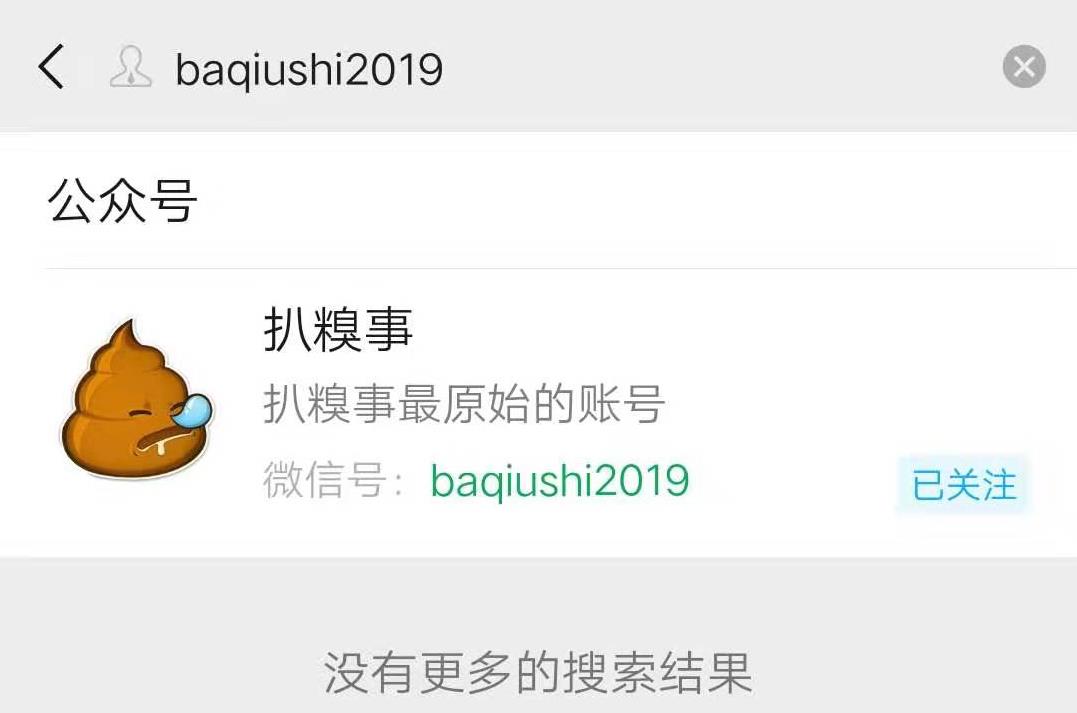 baqiushi2019
公众号
扒糗事
扒糗事最原始的账号
微信号：baqiushi2019
已关注
没有更多的搜索结果